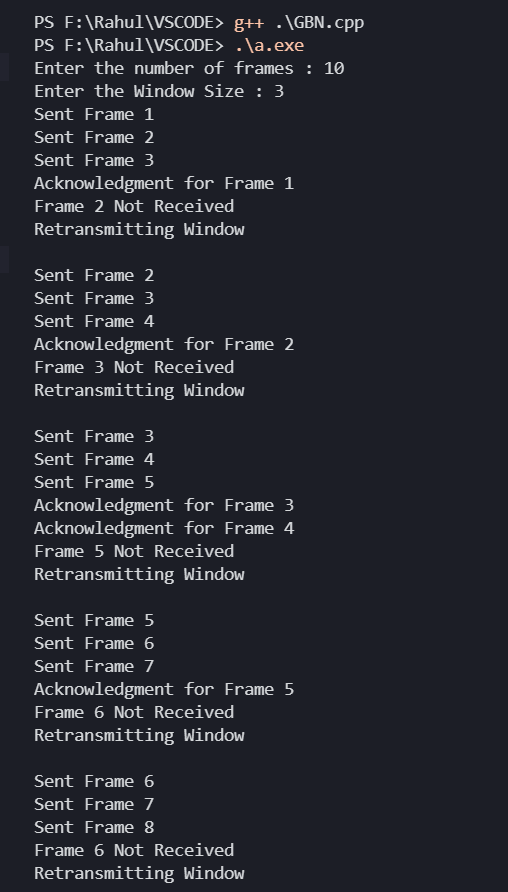 PS F:\Rahul\VSCODE> g++ .\GBN.cpp
PS F:\Rahul\VSCODE> .\a.exe
Enter the number of frames : 10
Enter the Window Size : 3
Sent Frame 1
Sent Frame 2
Sent Frame 3
Acknowledgment for Frame 1
Frame 2 Not Received
Retransmitting Window
Sent Frame 2
Sent Frame 3
Sent Frame 4
Acknowledgment for Frame 2
Frame 3 Not Received
Retransmitting Window
Sent Frame 3
Sent Frame 4
Sent Frame 5
Acknowledgment for Frame 3
Acknowledgment for Frame 4
Frame 5 Not Received
Retransmitting Window
Sent Frame 5
Sent Frame 6
Sent Frame 7
Acknowledgment for Frame 5
Frame 6 Not Received
Retransmitting Window
Sent Frame 6
Sent Frame 7
Sent Frame 8
Frame 6 Not Received
Retransmitting Window